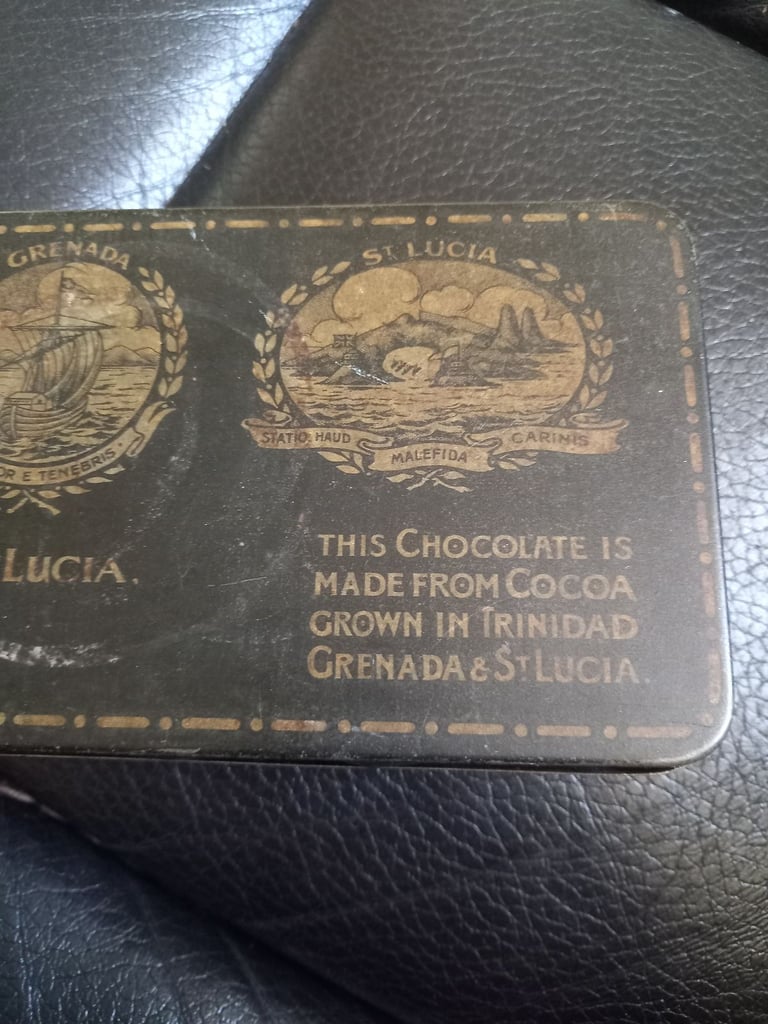 GRENADA
ST LUCIA
E TENEBRIS.
STATIO HAUD
MALEFIDA
CARINIS
LUCIA.
THIS CHOCOLATE IS
MADE FROM COCOA
GROWN IN TRINIDAD
GRENADA & ST LUCIA.